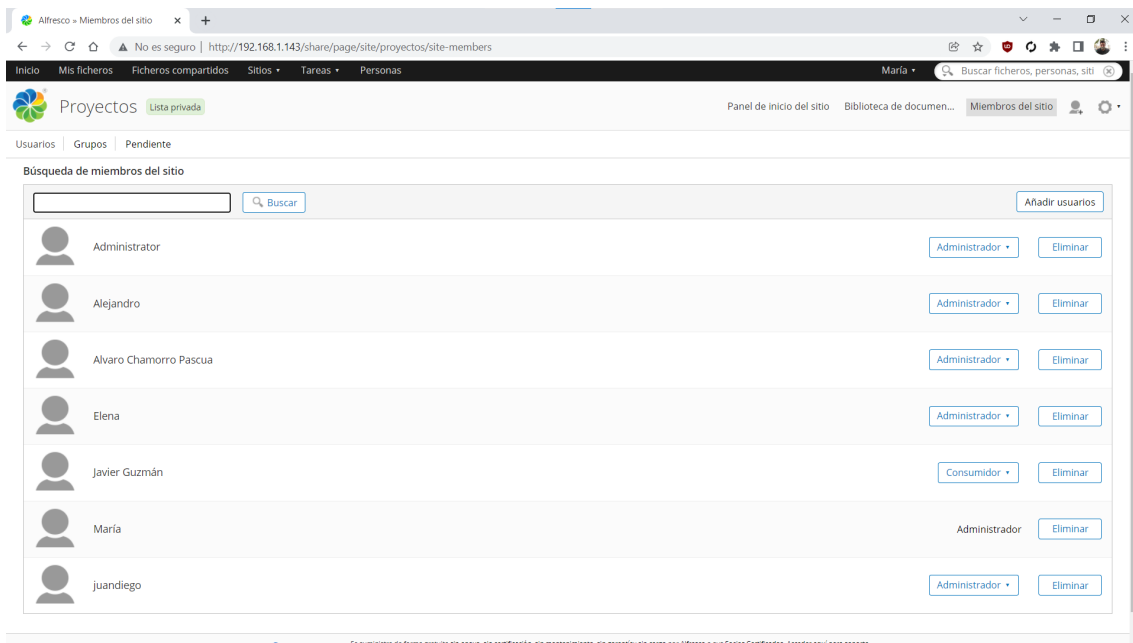 Alfresco » Miembros del sitio
No es seguro | http://192.168.1.143/share/page/site/proyectos/site-members
Inicio Mis ficheros Ficheros compartidos Sitios Tareas Personas María Buscar ficheros, personas, siti
Proyectos Lista privada Panel de inicio del sitio Biblioteca de documen... Miembros del sitio
Usuarios Grupos Pendiente
Búsqueda de miembros del sitio
Buscar Añadir usuarios
Administrator Administrador Eliminar
Alejandro Administrador Eliminar
Alvaro Chamorro Pascua Administrador Eliminar
Elena Administrador Eliminar
Javier Guzmán Consumidor Eliminar
María Administrador Eliminar
juandiego Administrador Eliminar